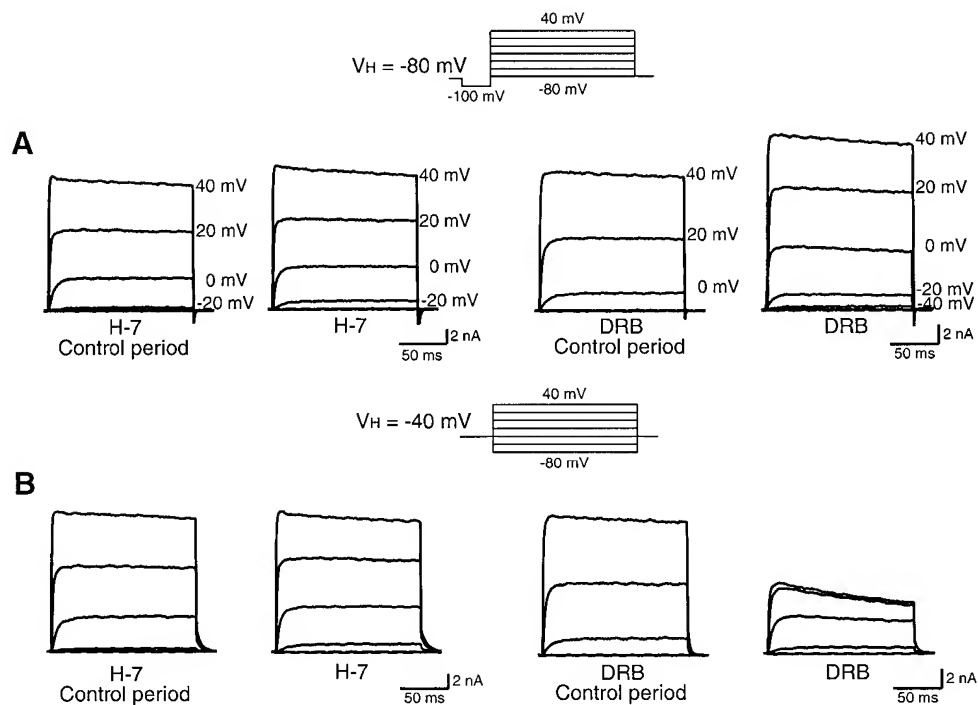 40 mV
VH = -80 mV
-100 mV
-80 mV
A
40 mV
20 mV
0 mV
-20 mV
H-7
Control period
40 mV
20 mV
0 mV
-20 mV
H-7
2 nA
50 ms
40 mV
20 mV
0 mV
DRB
Control period
40 mV
20 mV
0 mV
-20 mV
-40 mV
DRB
2 nA
50 ms
40 mV
VH = -40 mV
-80 mV
B
H-7
Control period
H-7
2 nA
50 ms
DRB
Control period
DRB
2 nA
50 ms